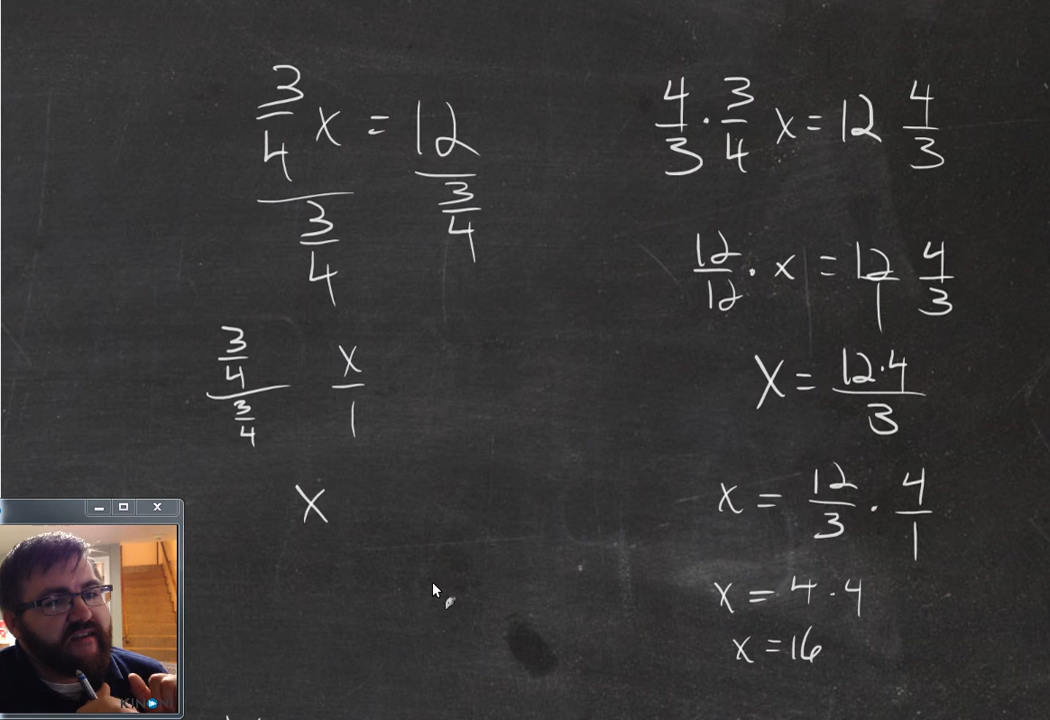 3/4 x = 12
3/4 3/4
3/4 x
3/4 1
x
4/3 · 3/4 x = 12 4/3
12/12 · x = 12/1 4/3
x = 12·4/3
x = 12/3 · 4/1
x = 4 · 4
x = 16